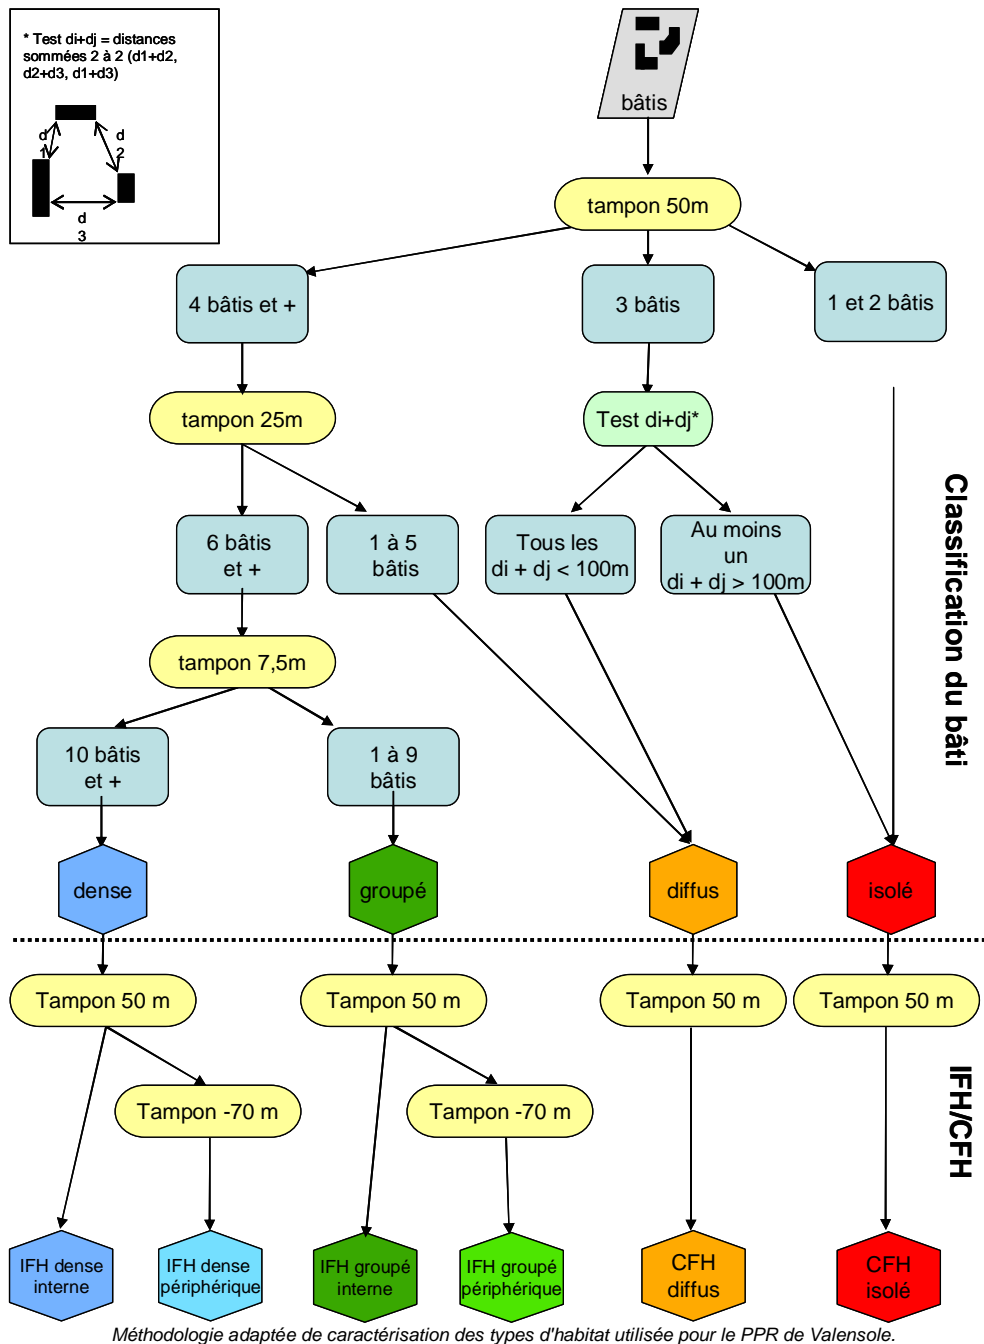 * Test di+dj = distances
sommées 2 à 2 (d1+d2,
d2+d3, d1+d3)
d
1
d
2
d
3
bâtis
tampon 50m
4 bâtis et +
3 bâtis
1 et 2 bâtis
tampon 25m
Test di+dj*
6 bâtis
et +
1 à 5
bâtis
Tous les
di + dj < 100m
Au moins
un
di + dj > 100m
tampon 7,5m
10 bâtis
et +
1 à 9
bâtis
Classification du bâti
dense
groupé
diffus
isolé
Tampon 50 m
Tampon 50 m
Tampon 50 m
Tampon 50 m
Tampon -70 m
Tampon -70 m
IFH/CFH
IFH dense
interne
IFH dense
périphérique
IFH groupé
interne
IFH groupé
périphérique
CFH
diffus
CFH
isolé
Méthodologie adaptée de caractérisation des types d'habitat utilisée pour le PPR de Valensole.